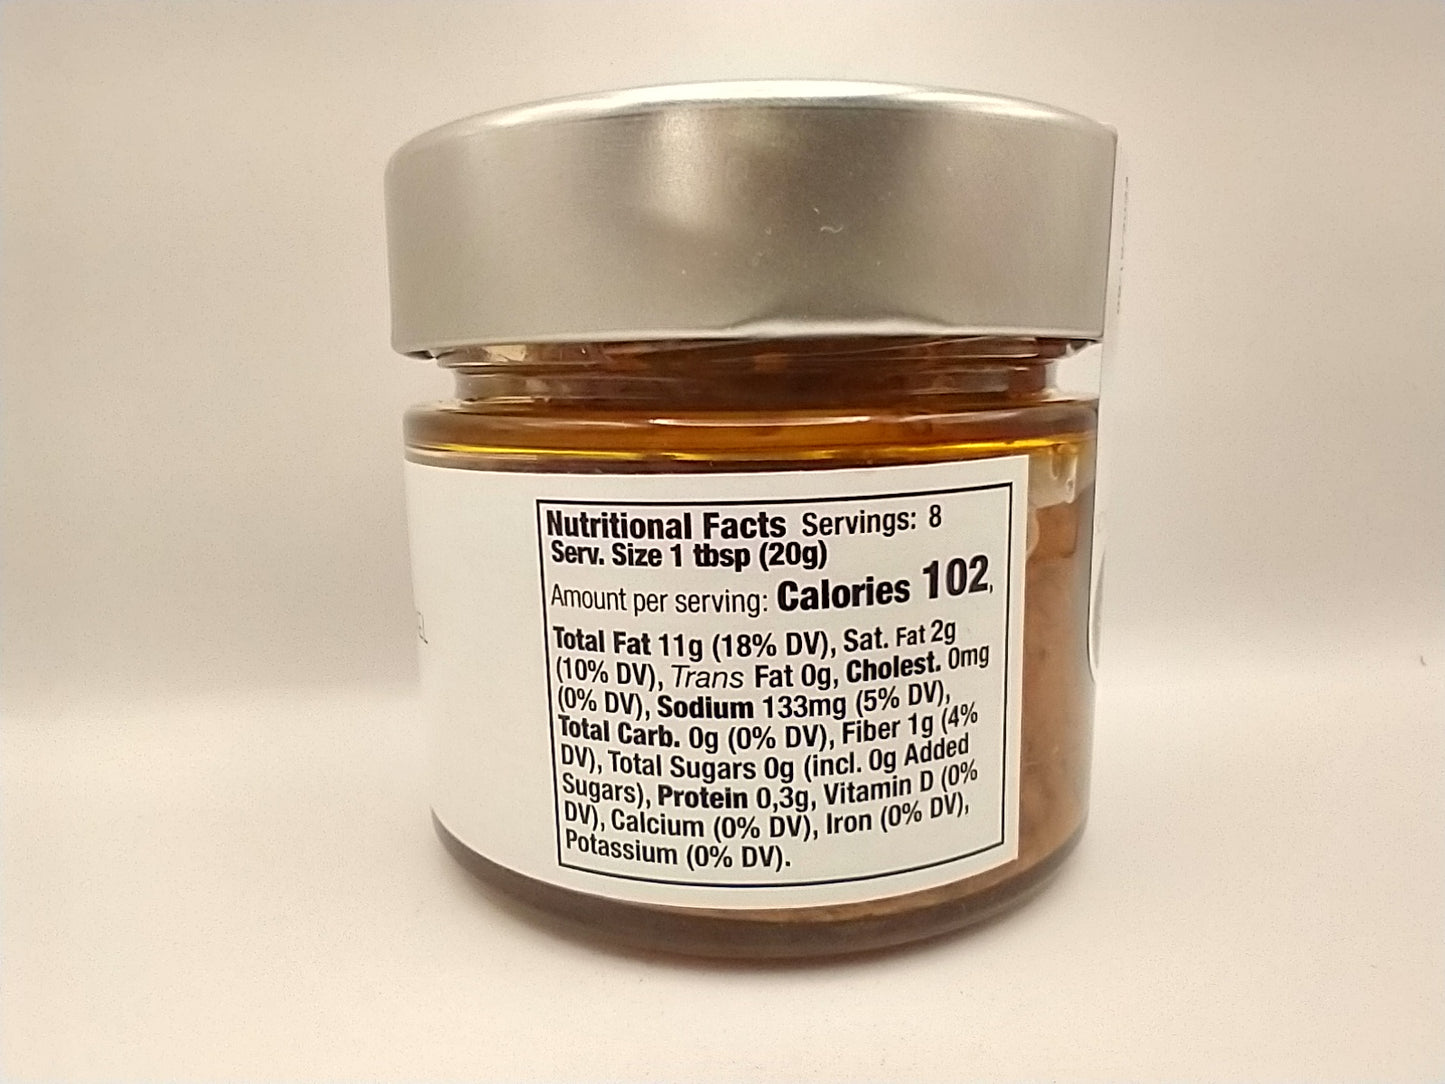 Nutritional Facts Servings: 8
Serv. Size 1 tbsp (20g)
Amount per serving: Calories 102,
Total Fat 11g (18% DV), Sat. Fat 2g
(10% DV), Trans Fat 0g, Cholest. 0mg
(0% DV), Sodium 133mg (5% DV),
Total Carb. 0g (0% DV), Fiber 1g (4%
DV), Total Sugars 0g (incl. 0g Added
Sugars), Protein 0,3g, Vitamin D (0%
DV), Calcium (0% DV), Iron (0% DV),
Potassium (0% DV).